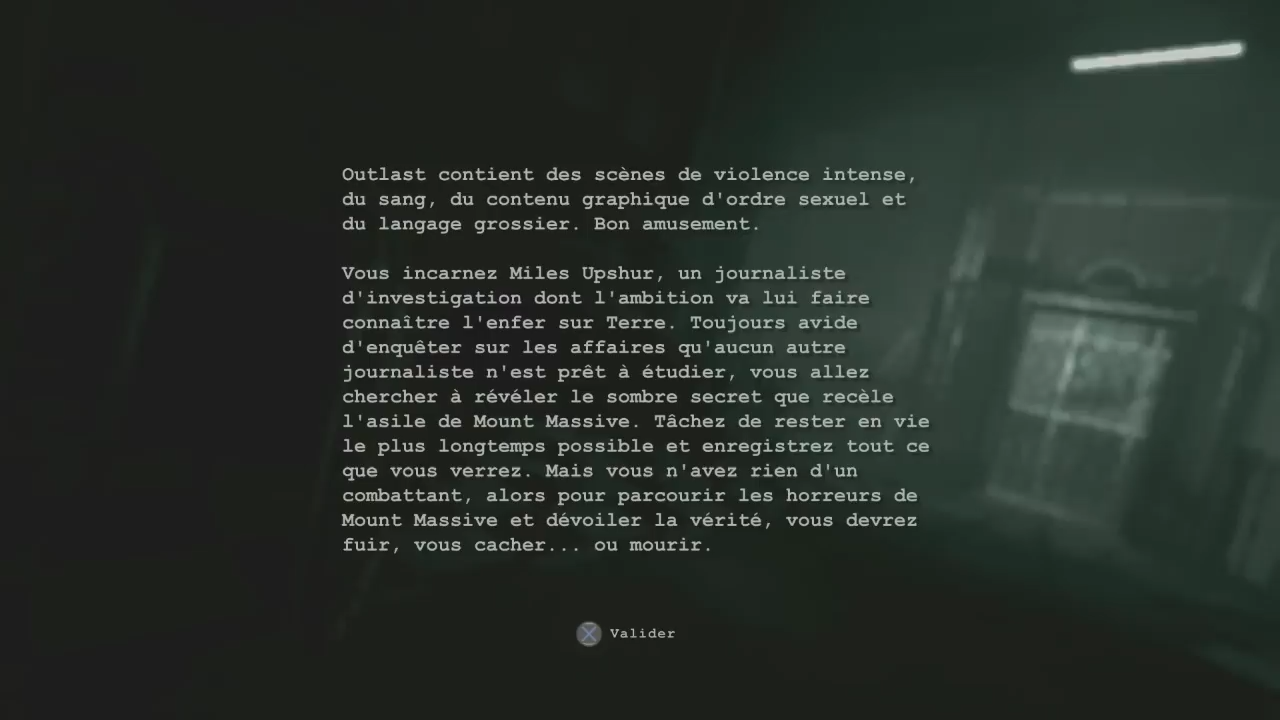 Outlast contient des scènes de violence intense,
du sang, du contenu graphique d'ordre sexuel et
du langage grossier. Bon amusement.
Vous incarnez Miles Upshur, un journaliste
d'investigation dont l'ambition va lui faire
connaître l'enfer sur Terre. Toujours avide
d'enquêter sur les affaires qu'aucun autre
journaliste n'est prêt à étudier, vous allez
chercher à révéler le sombre secret que recèle
l'asile de Mount Massive. Tâchez de rester en vie
le plus longtemps possible et enregistrez tout ce
que vous verrez. Mais vous n'avez rien d'un
combattant, alors pour parcourir les horreurs de
Mount Massive et dévoiler la vérité, vous devrez
fuir, vous cacher... ou mourir.
Valider